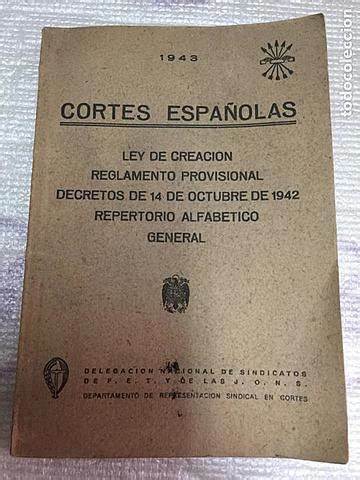 1943
CORTES ESPAÑOLAS
LEY DE CREACION
REGLAMENTO PROVISIONAL
DECRETOS DE 14 DE OCTUBRE DE 1942
REPERTORIO ALFABETICO
GENERAL
DELEGACION NACIONAL DE SINDICATOS
DE F. E. T. Y DE LAS J. O. N. S.
DEPARTAMENTO DE REPRESENTACION SINDICAL EN CORTES
todocoleccion